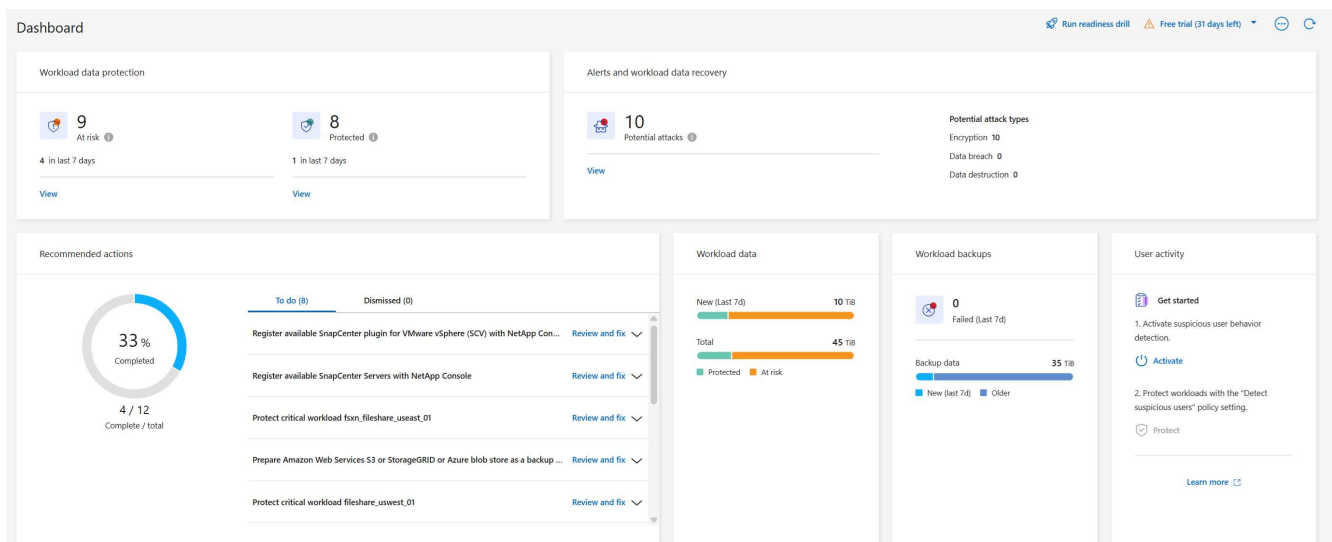 Dashboard
Run readiness drill
Free trial (31 days left)
Workload data protection
9
At risk
4 in last 7 days
View
8
Protected
1 in last 7 days
View
Alerts and workload data recovery
10
Potential attacks
View
Potential attack types
Encryption 10
Data breach 0
Data destruction 0
Recommended actions
33 %
Completed
4 / 12
Complete / total
To do (8)
Dismissed (0)
Register available SnapCenter plugin for VMware vSphere (SCV) with NetApp Con... Review and fix
Register available SnapCenter Servers with NetApp Console Review and fix
Protect critical workload fsxn_fileshare_useast_01 Review and fix
Prepare Amazon Web Services S3 or StorageGRID or Azure blob store as a backup ... Review and fix
Protect critical workload fileshare_uswest_01 Review and fix
Workload data
New (Last 7d) 10 TiB
Total 45 TiB
Protected At risk
Workload backups
0
Failed (Last 7d)
Backup data 35 TiB
New (last 7d) Older
User activity
Get started
1. Activate suspicious user behavior
detection.
Activate
2. Protect workloads with the "Detect
suspicious users" policy setting.
Protect
Learn more